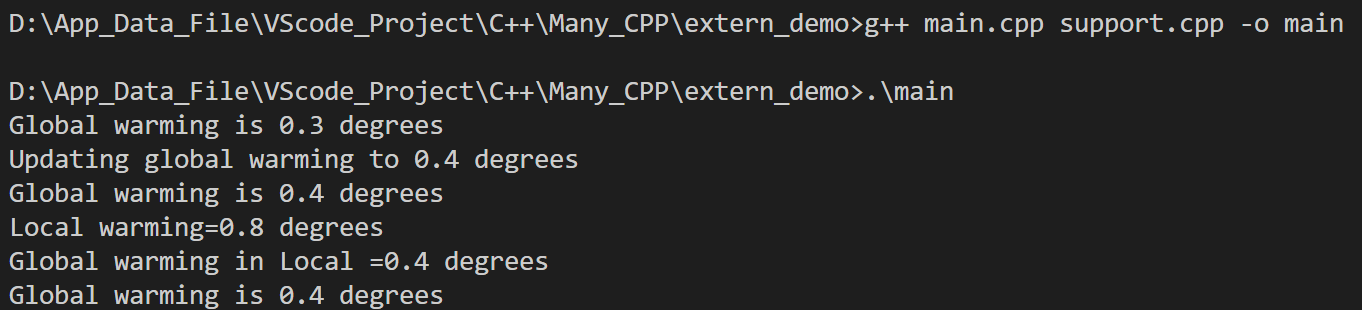 D:\App_Data_File\VScode_Project\C++\Many_CPP\extern_demo>g++ main.cpp support.cpp -o main
D:\App_Data_File\VScode_Project\C++\Many_CPP\extern_demo>.\main
Global warming is 0.3 degrees
Updating global warming to 0.4 degrees
Global warming is 0.4 degrees
Local warming=0.8 degrees
Global warming in Local =0.4 degrees
Global warming is 0.4 degrees